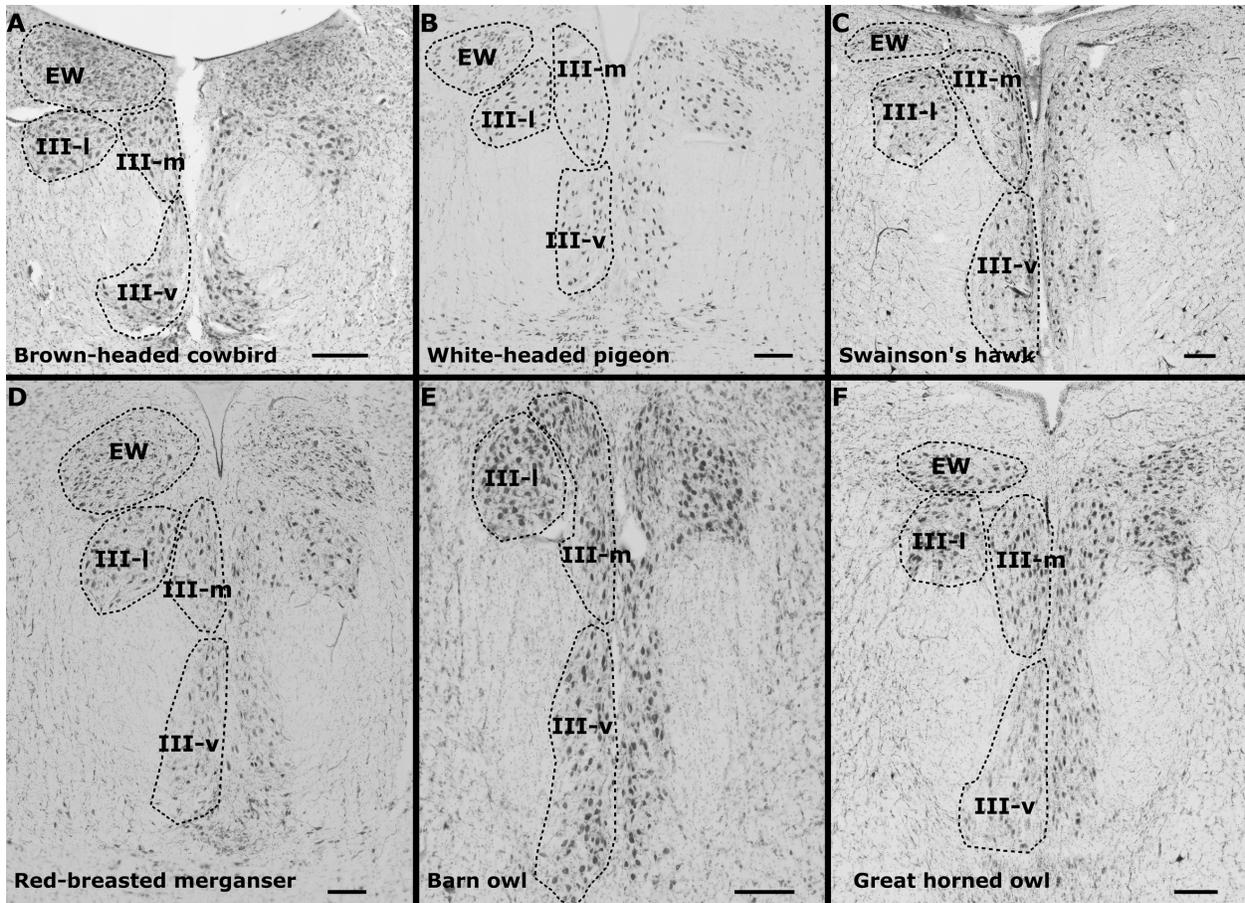 A
EW
III-l
III-m
III-v
Brown-headed cowbird
B
EW
III-m
III-l
III-v
White-headed pigeon
C
EW
III-m
III-l
III-v
Swainson's hawk
D
EW
III-l
III-m
III-v
Red-breasted merganser
E
III-l
III-m
III-v
Barn owl
F
EW
III-l
III-m
III-v
Great horned owl